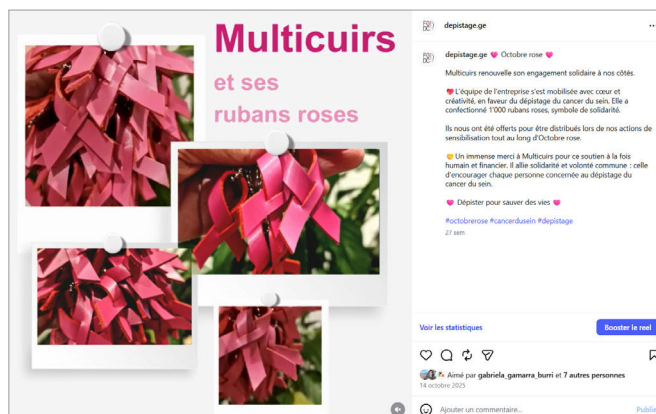 Multicuirs
et ses
rubans roses
depistage.ge
depistage.ge 💗 Octobre rose 💗
Multicuirs renouvelle son engagement solidaire à nos côtés.
💖 L'équipe de l'entreprise s'est mobilisée avec cœur et
créativité, en faveur du dépistage du cancer du sein. Elle a
confectionné 1'000 rubans roses, symbole de solidarité.
Ils nous ont été offerts pour être distribués lors de nos actions de
sensibilisation tout au long d'Octobre rose.
Un immense merci à Multicuirs pour ce soutien à la fois
humain et financier. Il allie solidarité et volonté commune : celle
d'encourager chaque personne concernée au dépistage du
cancer du sein.
💗 Dépister pour sauver des vies 💗
#octobrerose #cancerdusein #depistage
27 sem
Voir les statistiques
Booster le reel
Aimé par gabriela_gamarra_burri et 7 autres personnes
14 octobre 2025
Ajouter un commentaire...
Publie